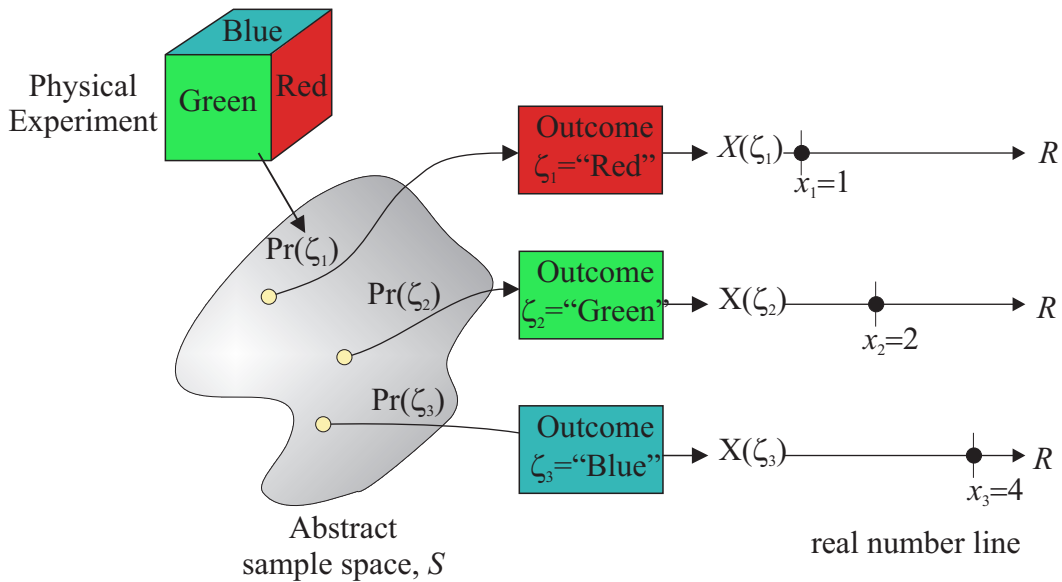 Blue
Green
Red
Physical
Experiment
Pr(ζ₁)
Pr(ζ₂)
Pr(ζ₃)
Outcome
ζ₁=“Red”
X(ζ₁)
x₁=1
R
Outcome
ζ₂=“Green”
X(ζ₂)
x₂=2
R
Outcome
ζ₃=“Blue”
X(ζ₃)
x₃=4
R
Abstract
sample space, S
real number line